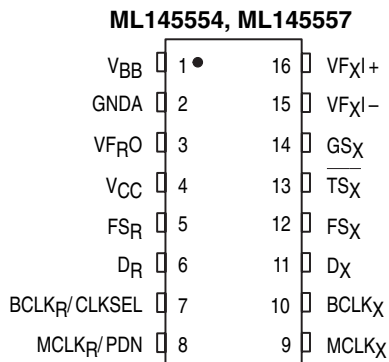 ML145554, ML145557
VBB 1 16 VFXI+
GNDA 2 15 VFXI–
VFRO 3 14 GSX
VCC 4 13 TSX
FSR 5 12 FSX
DR 6 11 DX
BCLKR/CLKSEL 7 10 BCLKX
MCLKR/PDN 8 9 MCLKX